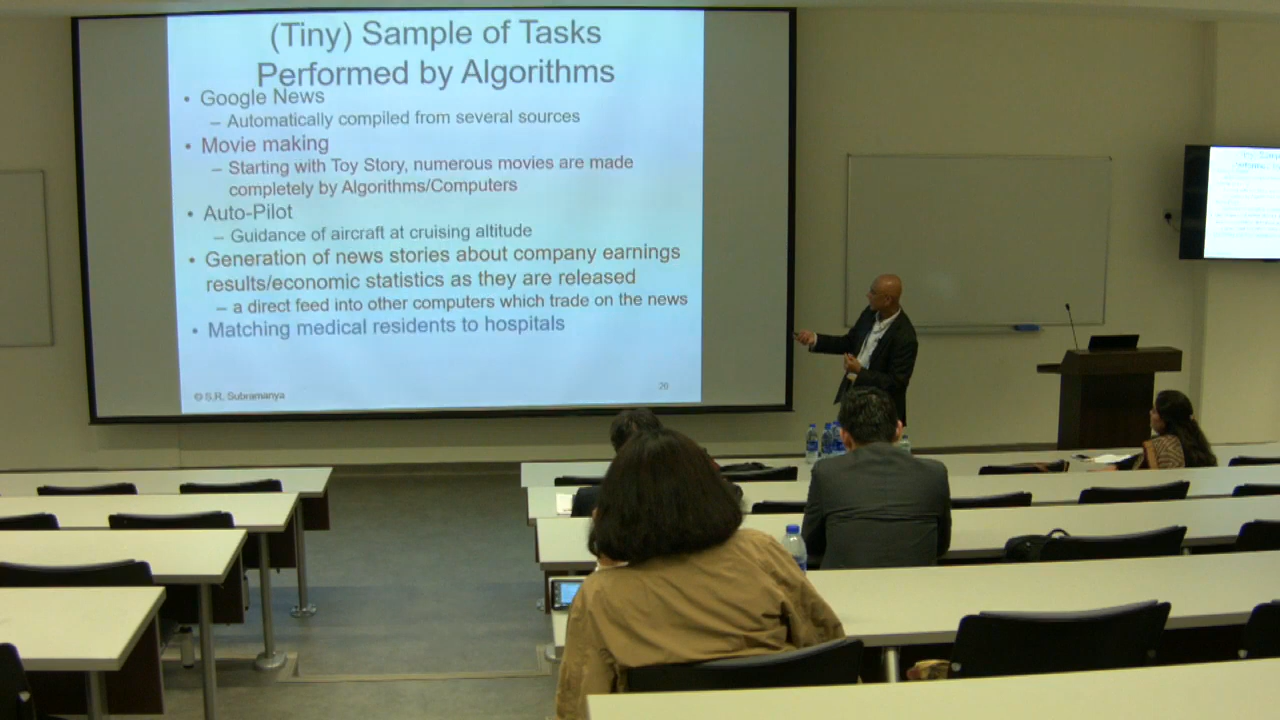 (Tiny) Sample of Tasks
Performed by Algorithms
• Google News
– Automatically compiled from several sources
• Movie making
– Starting with Toy Story, numerous movies are made
completely by Algorithms/Computers
• Auto-Pilot
– Guidance of aircraft at cruising altitude
• Generation of news stories about company earnings
results/economic statistics as they are released
– a direct feed into other computers which trade on the news
• Matching medical residents to hospitals
© S.R. Subramanya